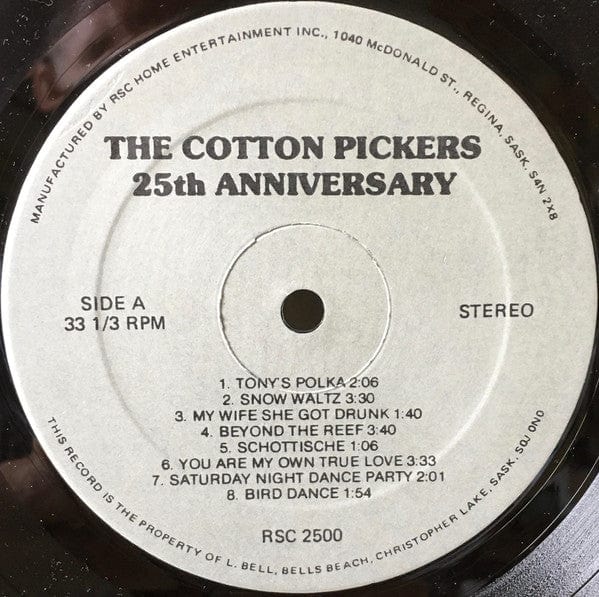 MANUFACTURED BY RSC HOME ENTERTAINMENT INC., 1040 McDONALD ST., REGINA, SASK. S4N 2X8
THE COTTON PICKERS
25th ANNIVERSARY
SIDE A
33 1/3 RPM
STEREO
1. TONY'S POLKA 2:06
2. SNOW WALTZ 3:30
3. MY WIFE SHE GOT DRUNK 1:40
4. BEYOND THE REEF 3:40
5. SCHOTTISCHE 1:06
6. YOU ARE MY OWN TRUE LOVE 3:33
7. SATURDAY NIGHT DANCE PARTY 2:01
8. BIRD DANCE 1:54
RSC 2500
THIS RECORD IS THE PROPERTY OF L. BELL, BELLS BEACH, CHRISTOPHER LAKE, SASK. S0J 0N0